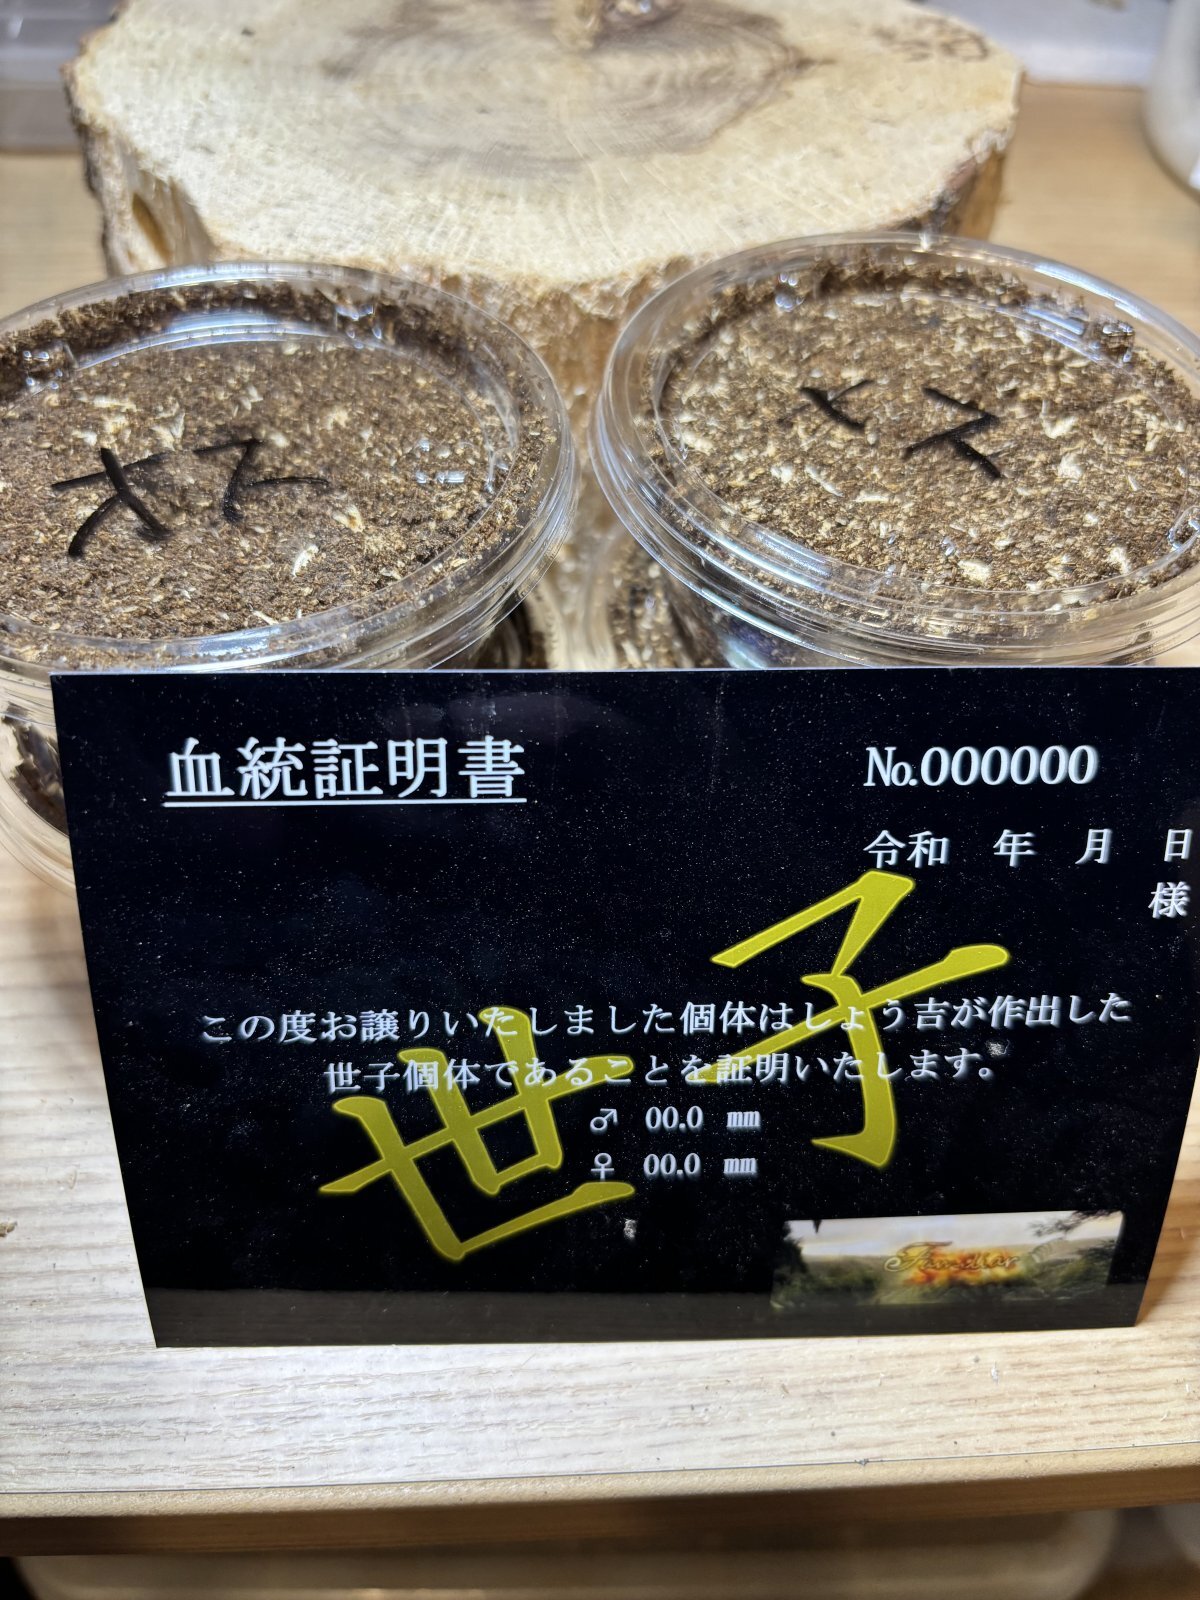 オス
メス
血統証明書
№.000000
令和 年 月 日
様
世子
この度お譲りいたしました個体はしょう吉が作出した
世子個体であることを証明いたします。
♂ 00.0 ㎜
♀ 00.0 ㎜